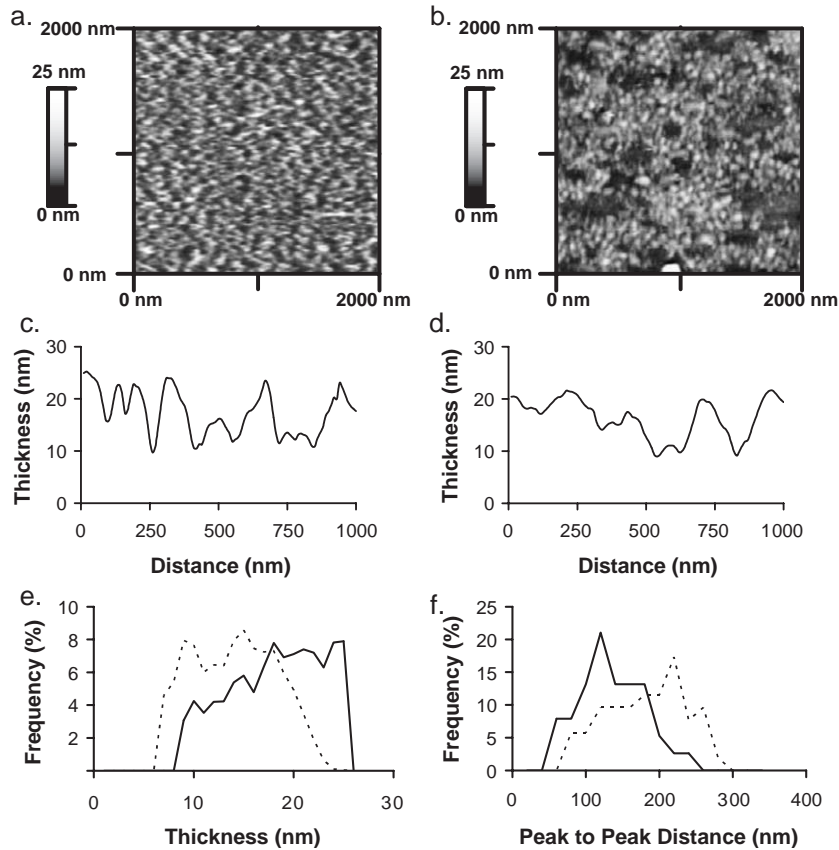 a.
2000 nm
25 nm
0 nm
0 nm
0 nm
2000 nm
b.
2000 nm
25 nm
0 nm
0 nm
0 nm
2000 nm
c.
Thickness (nm)
30
20
10
0
0
250
500
750
1000
Distance (nm)
d.
Thickness (nm)
30
20
10
0
0
250
500
750
1000
Distance (nm)
e.
Frequency (%)
10
8
6
4
2
0
10
20
30
Thickness (nm)
f.
Frequency (%)
25
20
15
10
5
0
0
100
200
300
400
Peak to Peak Distance (nm)